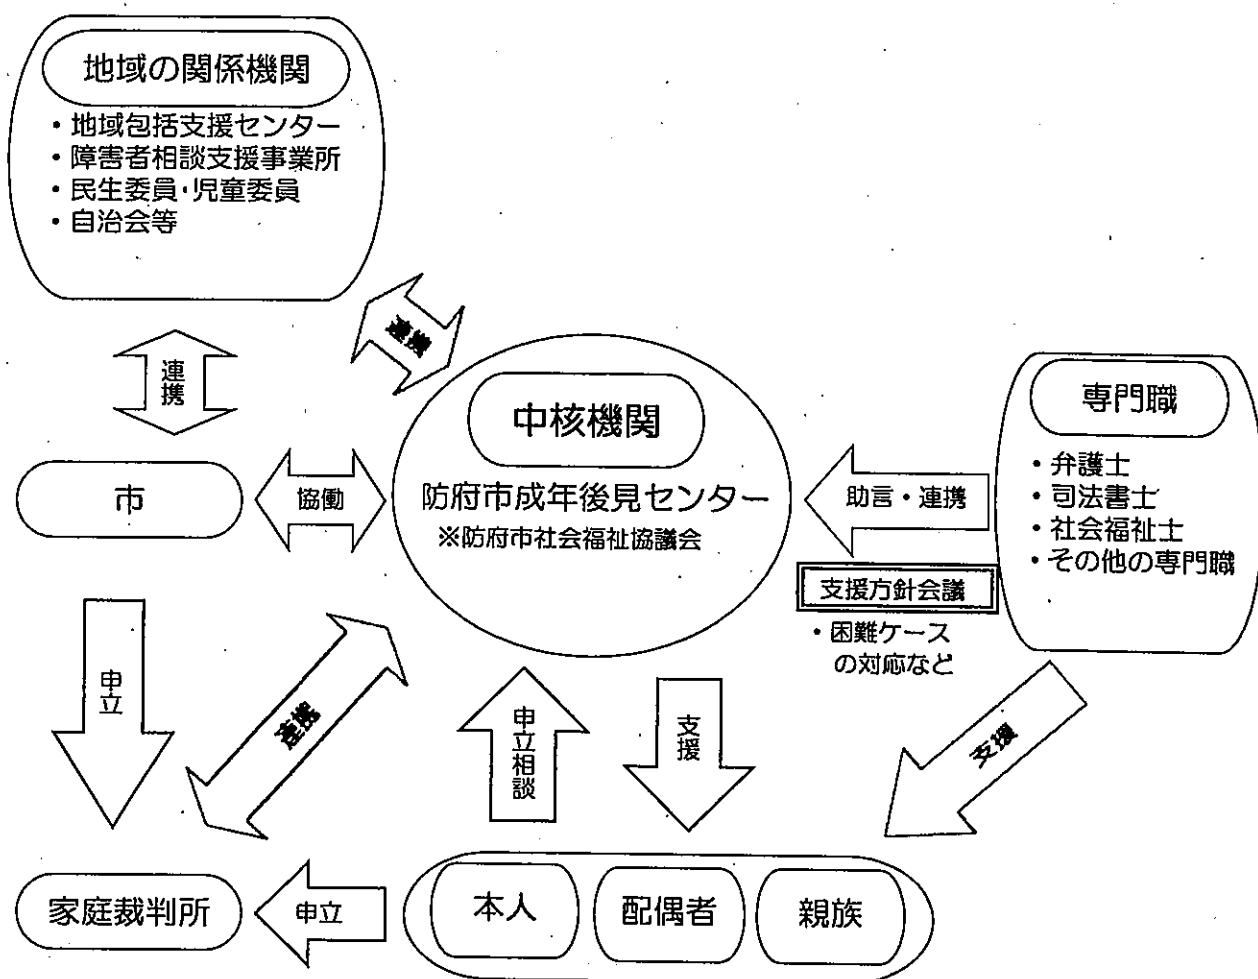 地域の関係機関
・地域包括支援センター
・障害者相談支援事業所
・民生委員・児童委員
・自治会等
連携
連携
中核機関
防府市成年後見センター
※防府市社会福祉協議会
専門職
・弁護士
・司法書士
・社会福祉士
・その他の専門職
市
協働
助言・連携
支援方針会議
・困難ケース
の対応など
申立
連携
申立相談
支援
支援
家庭裁判所
申立
本人
配偶者
親族